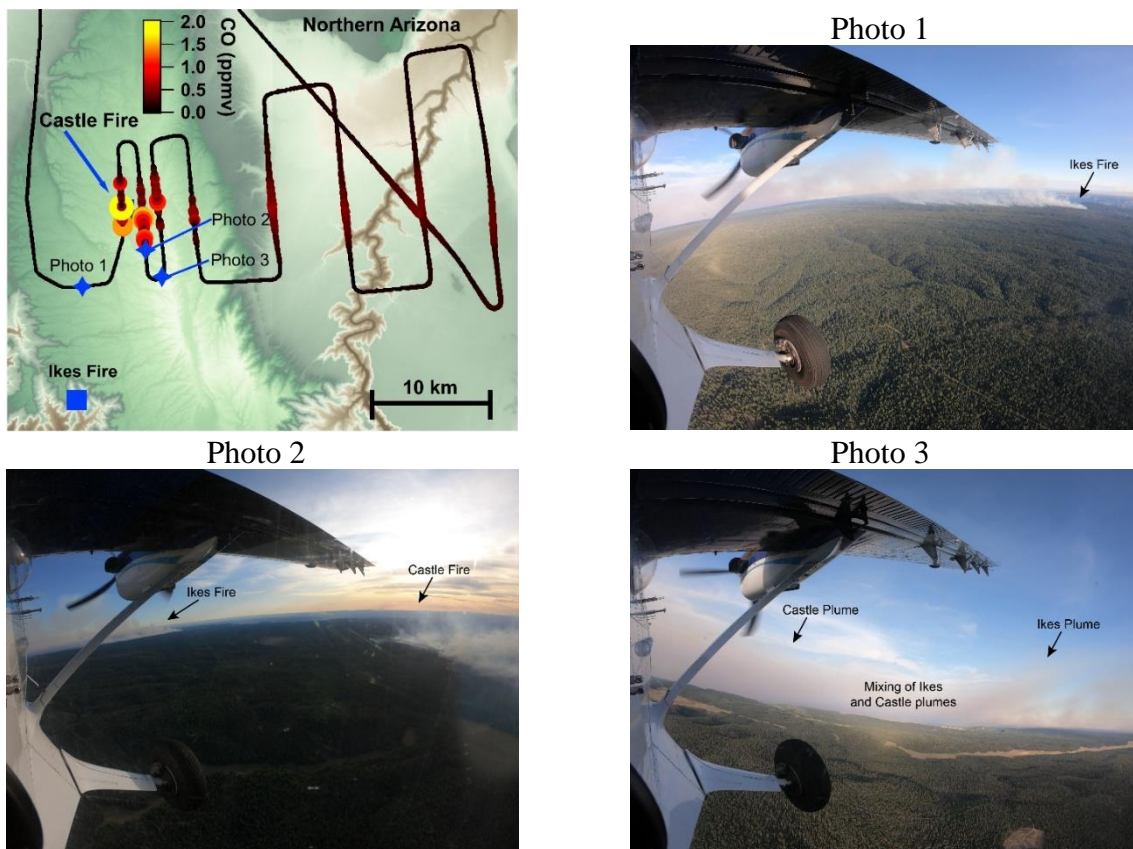 Northern Arizona
2.0
1.5
1.0
0.5
0.0
CO (ppmv)
Castle Fire
Photo 2
Photo 1
Photo 3
Ikes Fire
10 km
Photo 1
Ikes Fire
Photo 2
Ikes Fire
Castle Fire
Photo 3
Castle Plume
Ikes Plume
Mixing of Ikes
and Castle plumes